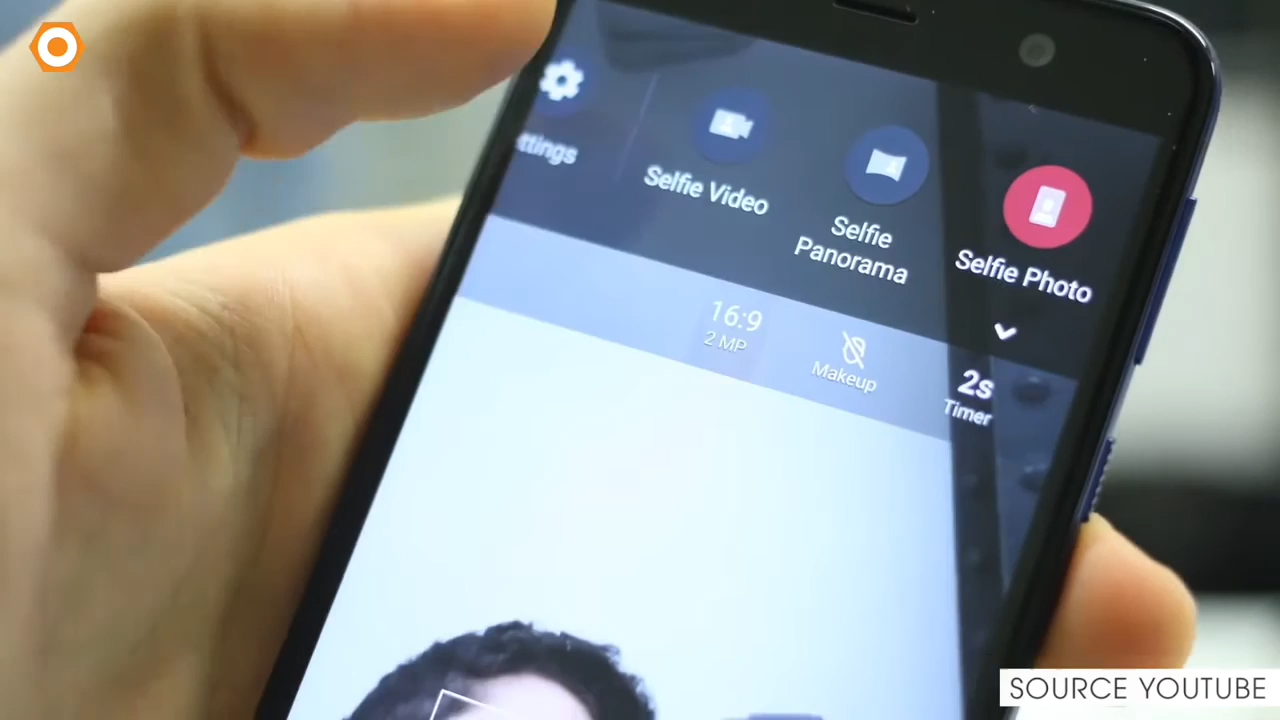 ttings
Selfie Video
Selfie
Panorama
Selfie Photo
16:9
2 MP
Makeup
2s
Timer
SOURCE YOUTUBE